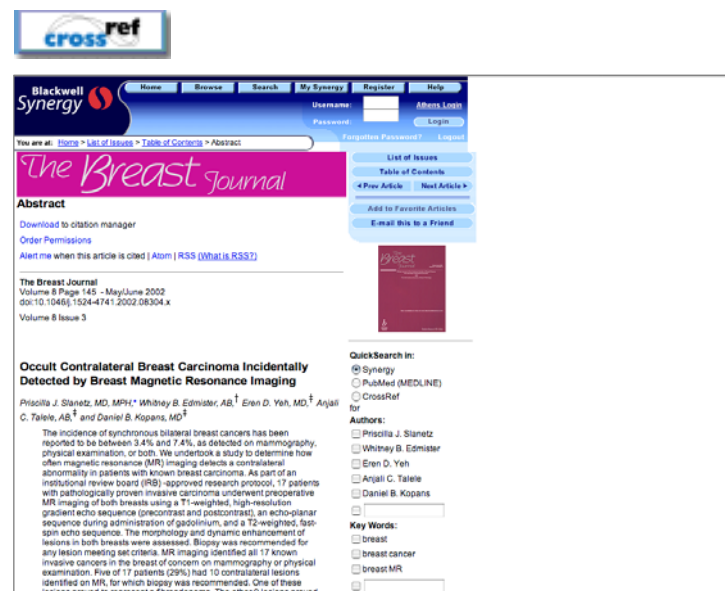 crossref
Blackwell
Synergy
Home Browse Search My Synergy Register Help
Username: Athens Login
Password: Login
Forgotten Password? Logout
You are at: Home > List of Issues > Table of Contents > Abstract
The Breast Journal
List of Issues
Table of Contents
Prev Article Next Article
Add to Favorite Articles
E-mail this to a Friend
Abstract
Download to citation manager
Order Permissions
Alert me when this article is cited | Atom | RSS (What is RSS?)
The Breast Journal
Volume 8 Page 145 - May/June 2002
doi:10.1046/j.1524-4741.2002.08304.x
Volume 8 Issue 3
The Breast Journal
Occult Contralateral Breast Carcinoma Incidentally
Detected by Breast Magnetic Resonance Imaging
Priscilla J. Slanetz, MD, MPH,* Whitney B. Edmister, AB,† Eren D. Yeh, MD,‡ Anjali
C. Talele, AB,‡ and Daniel B. Kopans, MD‡
The incidence of synchronous bilateral breast cancers has been
reported to be between 3.4% and 7.4%, as detected on mammography,
physical examination, or both. We undertook a study to determine how
often magnetic resonance (MR) imaging detects a contralateral
abnormality in patients with known breast carcinoma. As part of an
institutional review board (IRB) -approved research protocol, 17 patients
with pathologically proven invasive carcinoma underwent preoperative
MR imaging of both breasts using a T1-weighted, high-resolution
gradient echo sequence (precontrast and postcontrast), an echo-planar
sequence during administration of gadolinium, and a T2-weighted, fast-
spin echo sequence. The morphology and dynamic enhancement of
lesions in both breasts were assessed. Biopsy was recommended for
any lesion meeting set criteria. MR imaging identified all 17 known
invasive cancers in the breast of concern on mammography or physical
examination. Five of 17 patients (29%) had 10 contralateral lesions
identified on MR, for which biopsy was recommended. One of these
QuickSearch in:
Synergy
PubMed (MEDLINE)
CrossRef
for
Authors:
Priscilla J. Slanetz
Whitney B. Edmister
Eren D. Yeh
Anjali C. Talele
Daniel B. Kopans
Key Words:
breast
breast cancer
breast MR